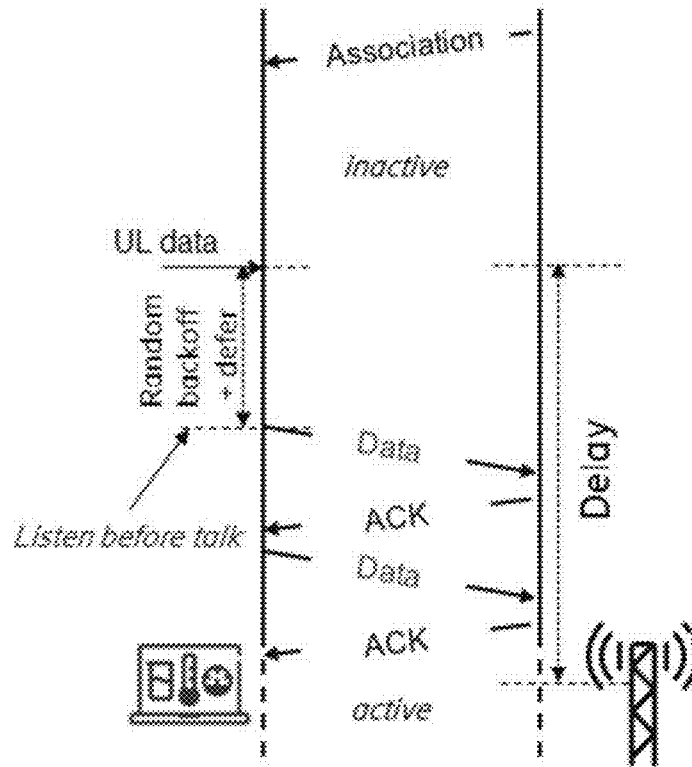 Association
inactive
UL data
Random
backoff
+ defer
Data
Delay
ACK
Listen before talk
Data
ACK
active